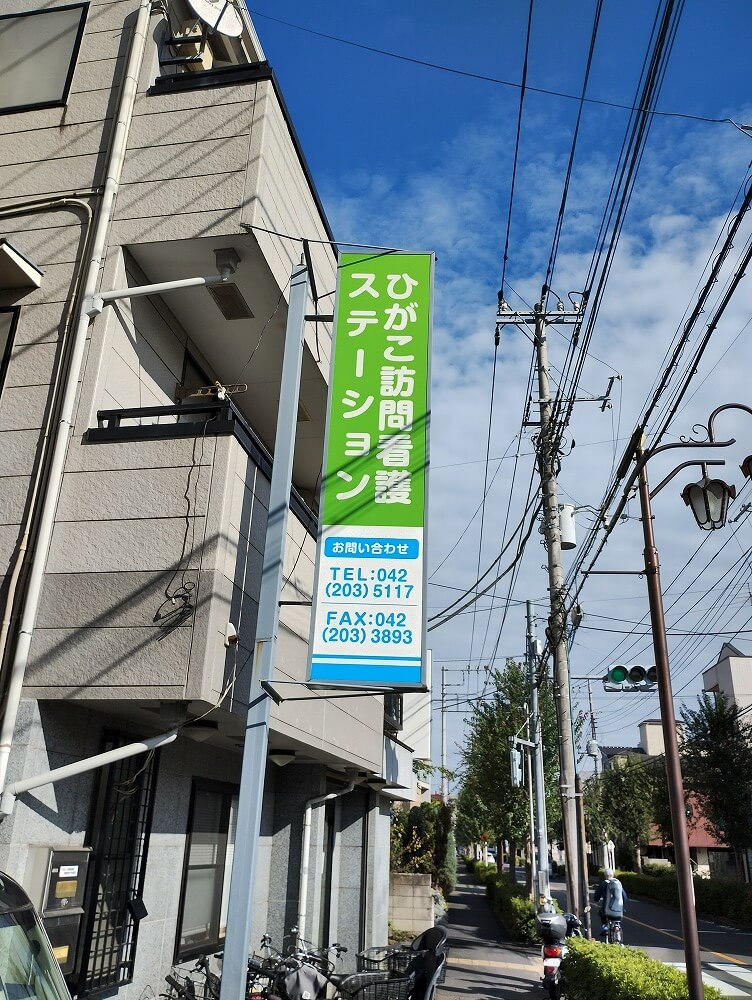 ひがこ訪問看護
ステーション
お問い合わせ
TEL:042
(203)5117
FAX:042
(203)3893